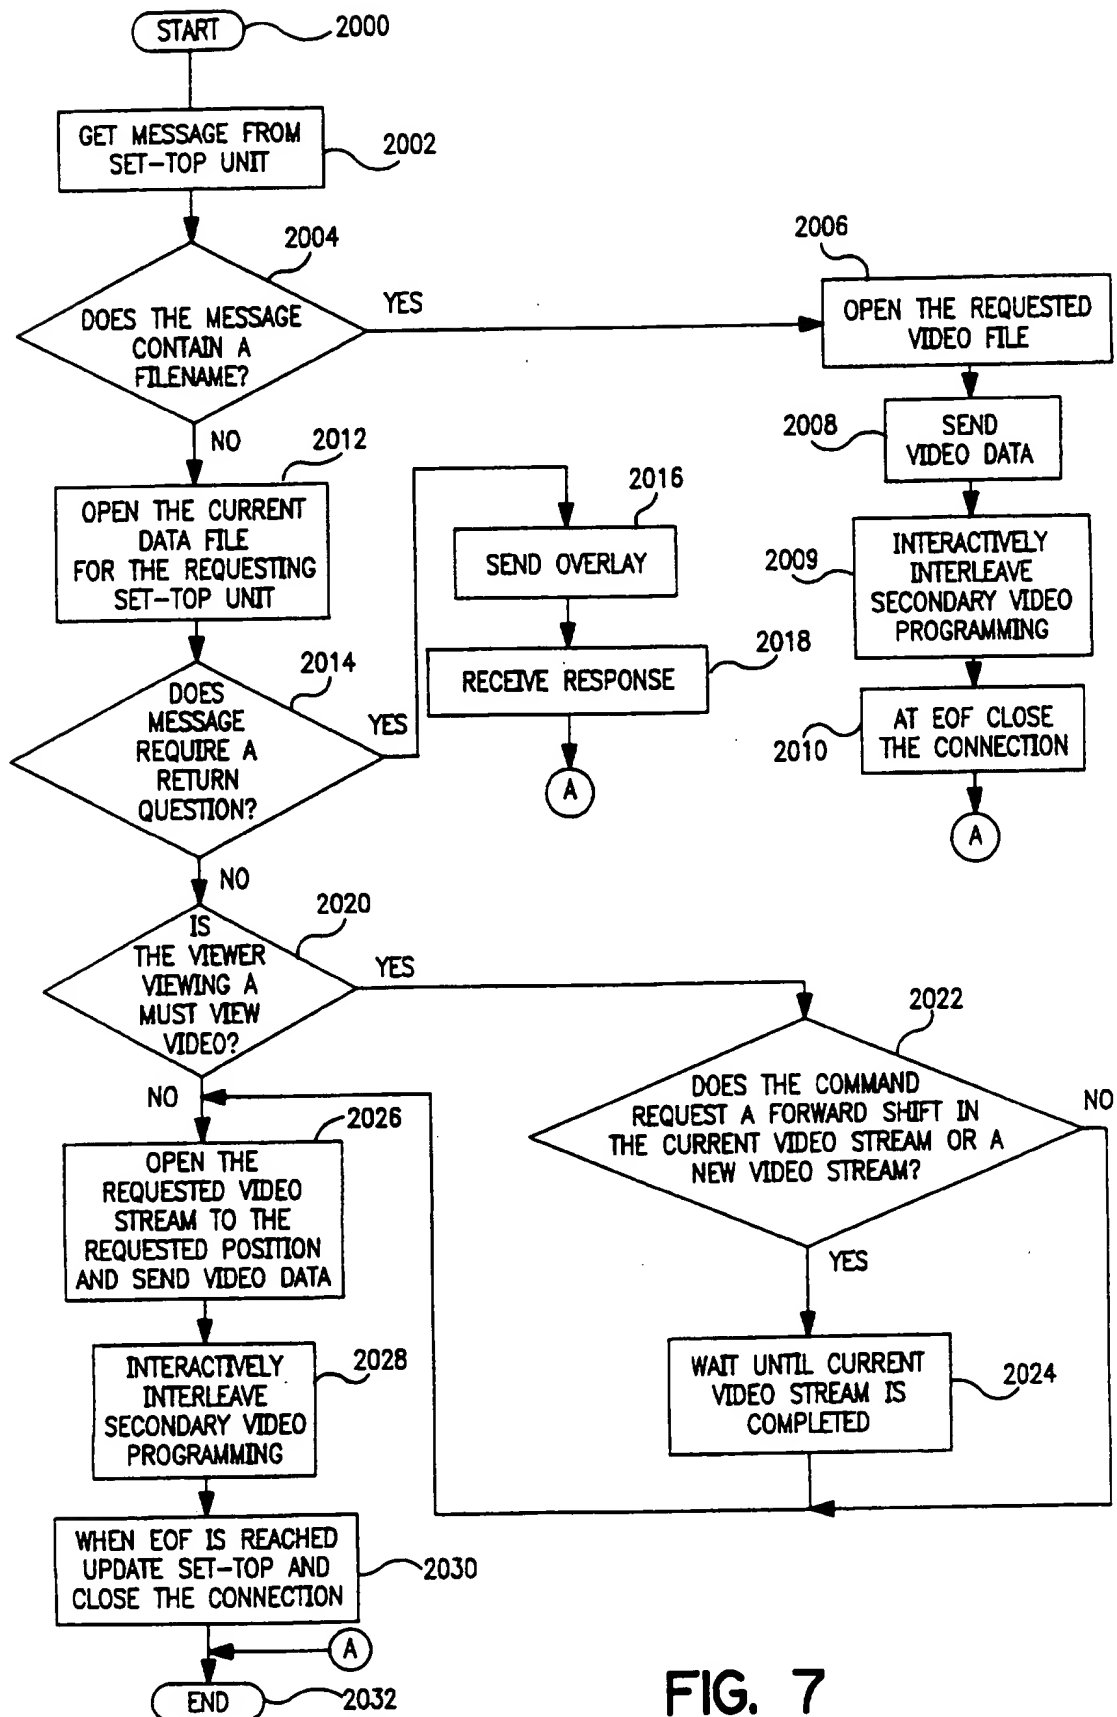 START
2000
GET MESSAGE FROM
SET-TOP UNIT
2002
2004
DOES THE MESSAGE
CONTAIN A
FILENAME?
YES
NO
2006
OPEN THE REQUESTED
VIDEO FILE
2008
SEND
VIDEO DATA
2009
INTERACTIVELY
INTERLEAVE
SECONDARY VIDEO
PROGRAMMING
2010
AT EOF CLOSE
THE CONNECTION
A
2012
OPEN THE CURRENT
DATA FILE
FOR THE REQUESTING
SET-TOP UNIT
2014
DOES
MESSAGE
REQUIRE A
RETURN
QUESTION?
YES
NO
2016
SEND OVERLAY
RECEIVE RESPONSE
2018
A
2020
IS
THE VIEWER
VIEWING A
MUST VIEW
VIDEO?
YES
NO
2022
DOES THE COMMAND
REQUEST A FORWARD SHIFT IN
THE CURRENT VIDEO STREAM OR A
NEW VIDEO STREAM?
NO
YES
WAIT UNTIL CURRENT
VIDEO STREAM IS
COMPLETED
2024
2026
OPEN THE
REQUESTED VIDEO
STREAM TO THE
REQUESTED POSITION
AND SEND VIDEO DATA
INTERACTIVELY
INTERLEAVE
SECONDARY VIDEO
PROGRAMMING
2028
WHEN EOF IS REACHED
UPDATE SET-TOP AND
CLOSE THE CONNECTION
2030
A
END
2032
FIG. 7